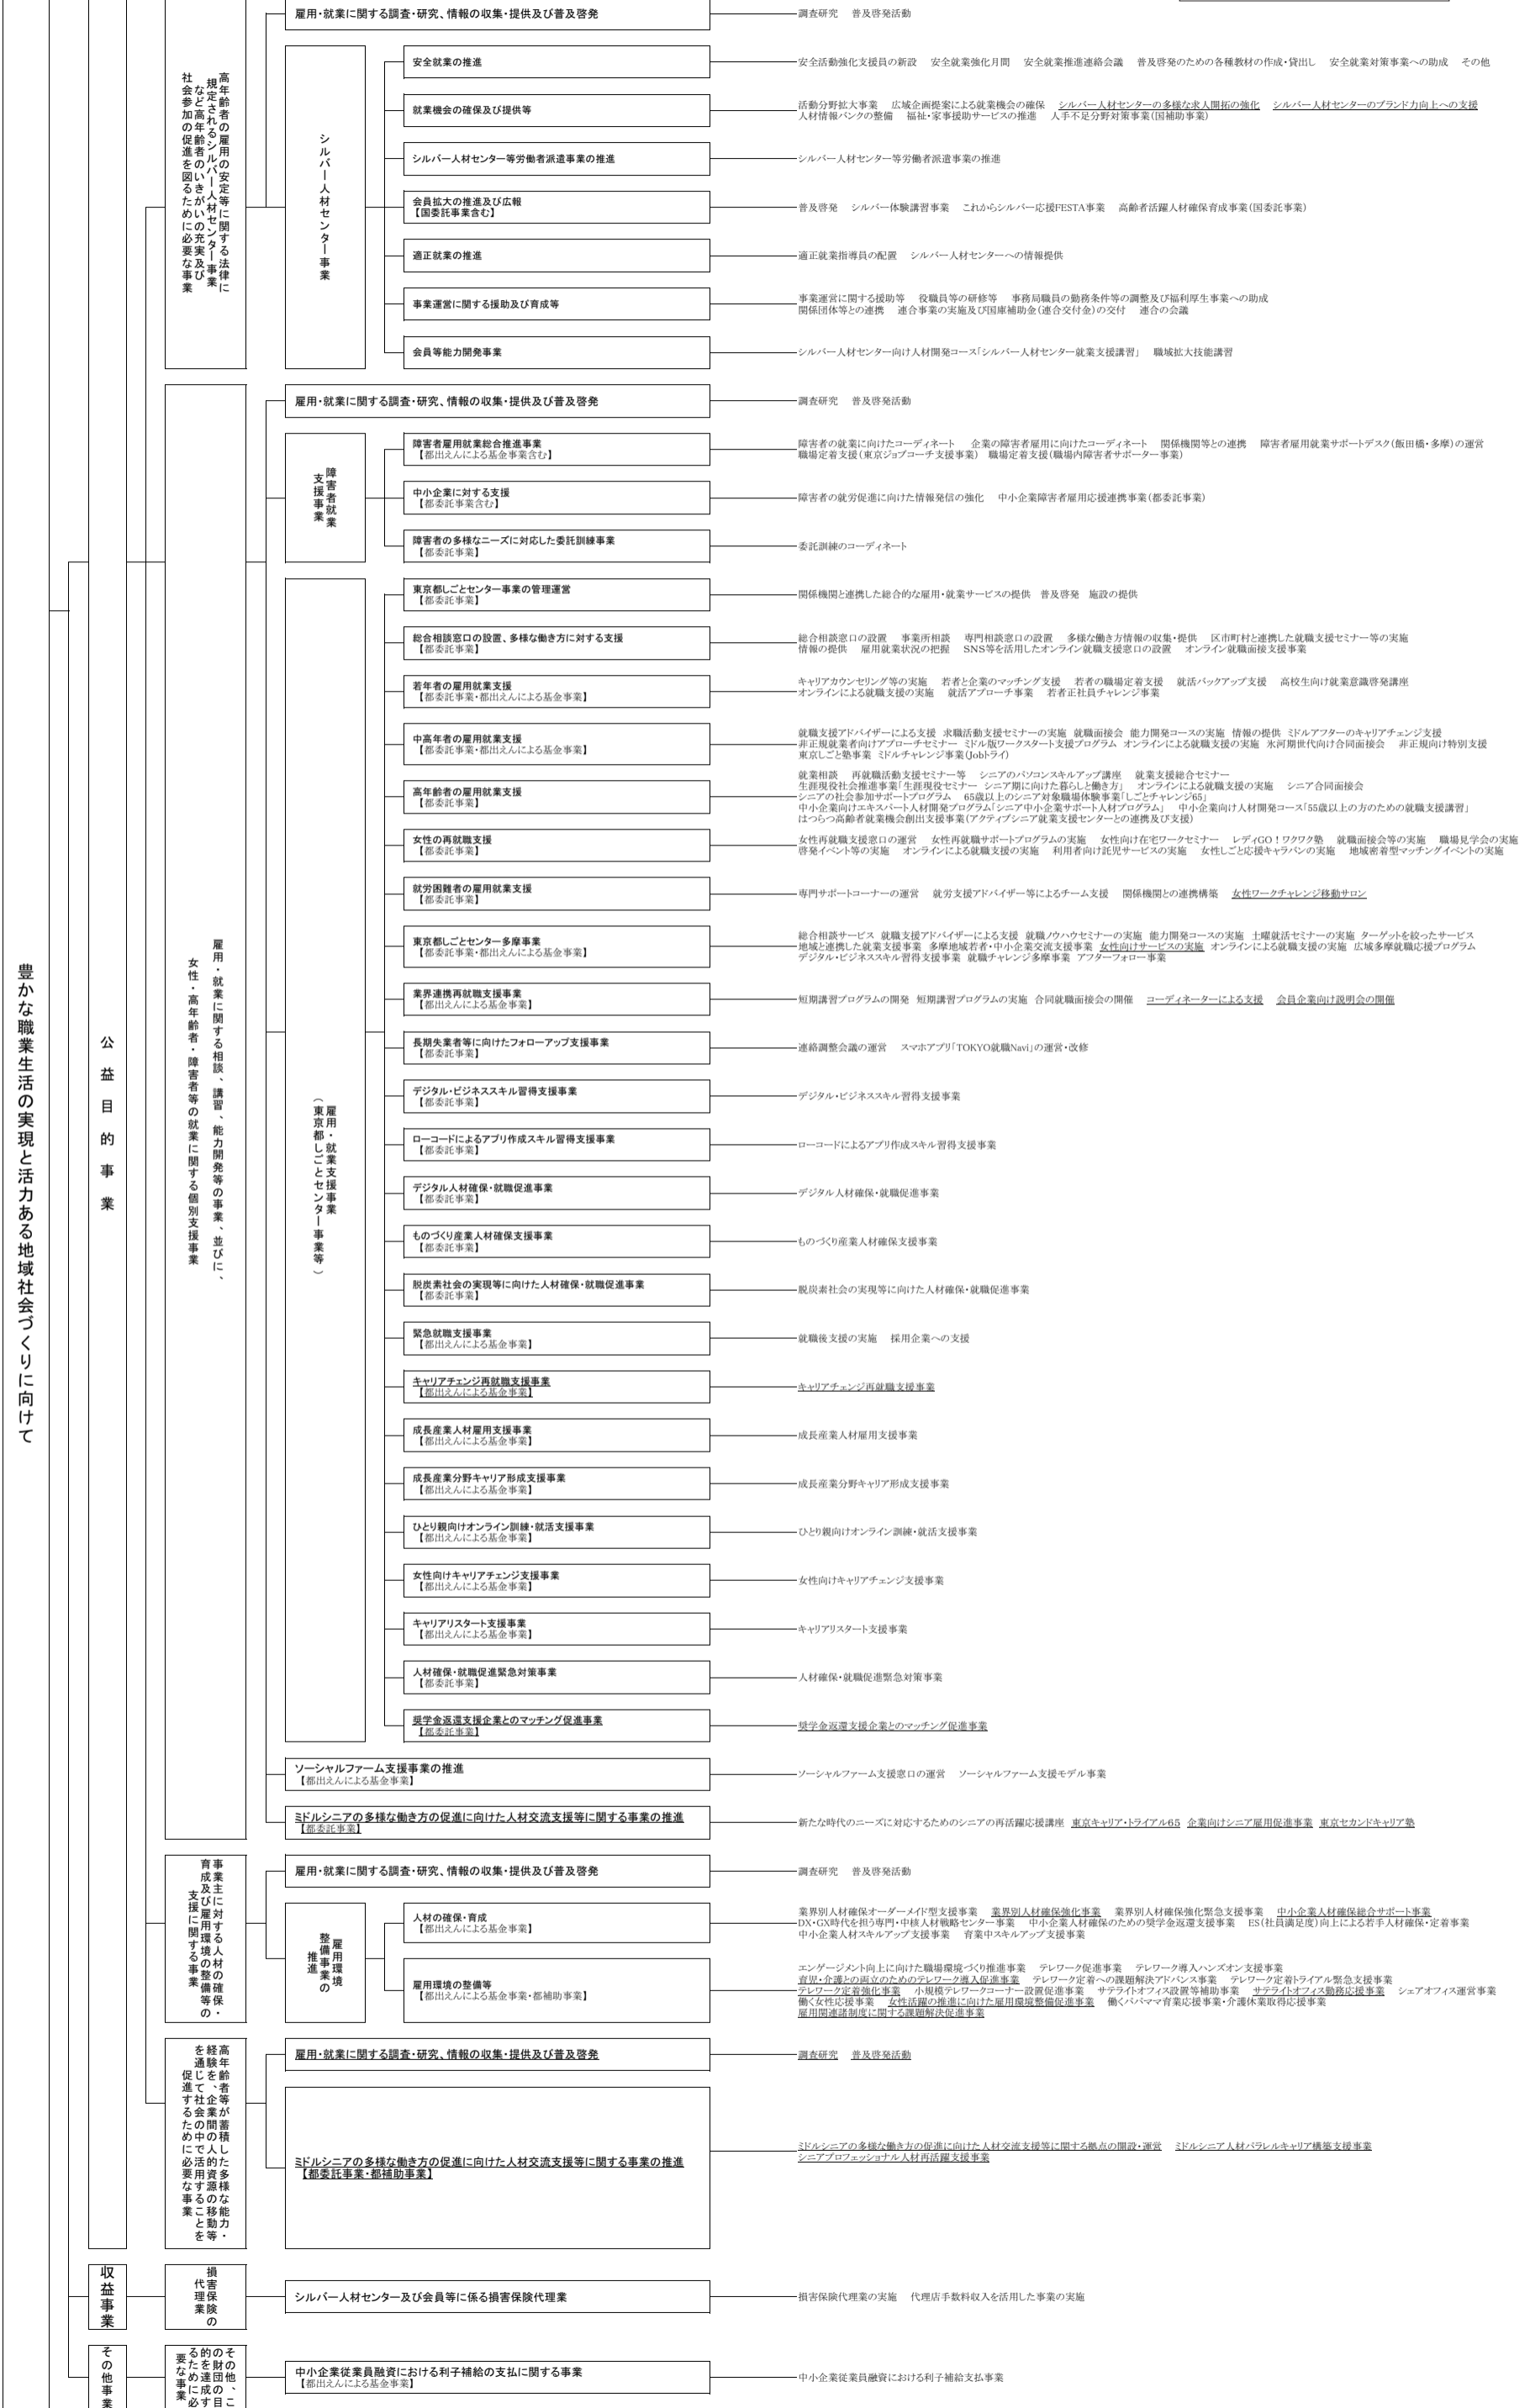 豊かな職業生活の実現と活力ある地域社会づくりに向けて
公益目的事業
高年齢者の雇用の安定等に関する法律に
規定されるシルバー人材センター事業
など高年齢者のいきがいの充実及び
社会参加の促進を図るために必要な事業
雇用・就業に関する調査・研究、情報の収集・提供及び普及啓発
調査研究　普及啓発活動
シルバー人材センター事業
安全就業の推進
安全活動強化支援員の新設　安全就業強化月間　安全就業推進連絡会議　普及啓発のための各種教材の作成・貸出し　安全就業対策事業への助成　その他
就業機会の確保及び提供等
活動分野拡大事業　広域企画提案による就業機会の確保　シルバー人材センターの多様な求人開拓の強化　シルバー人材センターのブランド力向上への支援
人材情報バンクの整備　福祉・家事援助サービスの推進　人手不足分野対策事業（国補助事業）
シルバー人材センター等労働者派遣事業の推進
シルバー人材センター等労働者派遣事業の推進
会員拡大の推進及び広報
【国委託事業含む】
普及啓発　シルバー体験講習事業　これからシルバー応援FESTA事業　高齢者活躍人材確保育成事業（国委託事業）
適正就業の推進
適正就業指導員の配置　シルバー人材センターへの情報提供
事業運営に関する援助及び育成等
事業運営に関する援助等　役職員等の研修等　事務局職員の勤務条件等の調整及び福利厚生事業への助成
関係団体等との連携　連合事業の実施及び国庫補助金（連合交付金）の交付　連合の会議
会員等能力開発事業
シルバー人材センター向け人材開発コース「シルバー人材センター就業支援講習」　職域拡大技能講習
雇用・就業に関する相談、講習、能力開発等の事業、並びに、
女性・高年齢者・障害者等の就業に関する個別支援事業
雇用・就業に関する調査・研究、情報の収集・提供及び普及啓発
調査研究　普及啓発活動
障害者就業
支援事業
障害者雇用就業総合推進事業
【都出えんによる基金事業含む】
障害者の就業に向けたコーディネート　企業の障害者雇用に向けたコーディネート　関係機関等との連携　障害者雇用就業サポートデスク（飯田橋・多摩）の運営
職場定着支援（東京ジョブコーチ支援事業）　職場定着支援（職場内障害者サポーター事業）
中小企業に対する支援
【都委託事業含む】
障害者の就労促進に向けた情報発信の強化　中小企業障害者雇用応援連携事業（都委託事業）
障害者の多様なニーズに対応した委託訓練事業
【都委託事業】
委託訓練のコーディネート
雇用・就業支援事業
（東京都しごとセンター事業等）
東京都しごとセンター事業の管理運営
【都委託事業】
関係機関と連携した総合的な雇用・就業サービスの提供　普及啓発　施設の提供
総合相談窓口の設置、多様な働き方に対する支援
【都委託事業】
総合相談窓口の設置　事業所相談　専門相談窓口の設置　多様な働き方情報の収集・提供　区市町村と連携した就職支援セミナー等の実施
情報の提供　雇用就業状況の把握　SNS等を活用したオンライン就職支援窓口の設置　オンライン就職面接支援事業
若年者の雇用就業支援
【都委託事業・都出えんによる基金事業】
キャリアカウンセリング等の実施　若者と企業のマッチング支援　若者の職場定着支援　就活バックアップ支援　高校生向け就業意識啓発講座
オンラインによる就職支援の実施　就活アプローチ事業　若者正社員チャレンジ事業
中高年者の雇用就業支援
【都委託事業・都出えんによる基金事業】
就職支援アドバイザーによる支援　求職活動支援セミナーの実施　就職面接会　能力開発コースの実施　情報の提供　ミドルアフターのキャリアチェンジ支援
非正規就業者向けアプローチセミナー　ミドル版ワークスタート支援プログラム　オンラインによる就職支援の実施　氷河期世代向け合同面接会　非正規向け特別支援
東京しごと塾事業　ミドルチャレンジ事業(Jobトライ)
高年齢者の雇用就業支援
【都委託事業】
就業相談　再就職活動支援セミナー等　シニアのパソコンスキルアップ講座　就業支援総合セミナー
生涯現役社会推進事業「生涯現役セミナー　シニア期に向けた暮らしと働き方」　オンラインによる就職支援の実施　シニア合同面接会
シニアの社会参加サポートプログラム　65歳以上のシニア対象職場体験事業「しごとチャレンジ65」
中小企業向けエキスパート人材開発プログラム「シニア中小企業サポート人材プログラム」　中小企業向け人材開発コース「55歳以上の方のための就職支援講習」
はつらつ高齢者就業機会創出支援事業（アクティブシニア就業支援センターとの連携及び支援）
女性の再就職支援
【都委託事業】
女性再就職支援窓口の運営　女性再就職サポートプログラムの実施　女性向け在宅ワークセミナー　レディGO！ワクワク塾　就職面接会等の実施　職場見学会の実施
啓発イベント等の実施　オンラインによる就職支援の実施　利用者向け託児サービスの実施　女性しごと応援キャラバンの実施　地域密着型マッチングイベントの実施
就労困難者の雇用就業支援
【都委託事業】
専門サポートコーナーの運営　就労支援アドバイザー等によるチーム支援　関係機関との連携構築　女性ワークチャレンジ移動サロン
東京都しごとセンター多摩事業
【都委託事業・都出えんによる基金事業】
総合相談サービス　就職支援アドバイザーによる支援　就職ノウハウセミナーの実施　能力開発コースの実施　土曜就活セミナーの実施　ターゲットを絞ったサービス
地域と連携した就業支援事業　多摩地域若者・中小企業交流支援事業　女性向けサービスの実施　オンラインによる就職支援の実施　広域多摩就職応援プログラム
デジタル・ビジネススキル習得支援事業　就職チャレンジ多摩事業　アフターフォロー事業
業界連携再就職支援事業
【都出えんによる基金事業】
短期講習プログラムの開発　短期講習プログラムの実施　合同就職面接会の開催　コーディネーターによる支援　会員企業向け説明会の開催
長期失業者等に向けたフォローアップ支援事業
【都委託事業】
連絡調整会議の運営　スマホアプリ「TOKYO就職Navi」の運営・改修
デジタル・ビジネススキル習得支援事業
【都委託事業】
デジタル・ビジネススキル習得支援事業
ローコードによるアプリ作成スキル習得支援事業
【都委託事業】
ローコードによるアプリ作成スキル習得支援事業
デジタル人材確保・就職促進事業
【都委託事業】
デジタル人材確保・就職促進事業
ものづくり産業人材確保支援事業
【都委託事業】
ものづくり産業人材確保支援事業
脱炭素社会の実現等に向けた人材確保・就職促進事業
【都委託事業】
脱炭素社会の実現等に向けた人材確保・就職促進事業
緊急就職支援事業
【都出えんによる基金事業】
就職後支援の実施　採用企業への支援
キャリアチェンジ再就職支援事業
【都出えんによる基金事業】
キャリアチェンジ再就職支援事業
成長産業人材雇用支援事業
【都出えんによる基金事業】
成長産業人材雇用支援事業
成長産業分野キャリア形成支援事業
【都出えんによる基金事業】
成長産業分野キャリア形成支援事業
ひとり親向けオンライン訓練・就活支援事業
【都出えんによる基金事業】
ひとり親向けオンライン訓練・就活支援事業
女性向けキャリアチェンジ支援事業
【都出えんによる基金事業】
女性向けキャリアチェンジ支援事業
キャリアリスタート支援事業
【都出えんによる基金事業】
キャリアリスタート支援事業
人材確保・就職促進緊急対策事業
【都委託事業】
人材確保・就職促進緊急対策事業
奨学金返還支援企業とのマッチング促進事業
【都委託事業】
奨学金返還支援企業とのマッチング促進事業
ソーシャルファーム支援事業の推進
【都出えんによる基金事業】
ソーシャルファーム支援窓口の運営　ソーシャルファーム支援モデル事業
ミドルシニアの多様な働き方の促進に向けた人材交流支援等に関する事業の推進
【都委託事業】
新たな時代のニーズに対応するためのシニアの再活躍応援講座　東京キャリア・トライアル65　企業向けシニア雇用促進事業　東京セカンドキャリア塾
事業主に対する人材の確保・
育成及び雇用環境の整備等の
支援に関する事業
雇用・就業に関する調査・研究、情報の収集・提供及び普及啓発
調査研究　普及啓発活動
雇用環境
整備事業の
推進
人材の確保・育成
【都出えんによる基金事業】
業界別人材確保オーダーメイド型支援事業　業界別人材確保強化事業　業界別人材確保強化緊急支援事業　中小企業人材確保総合サポート事業
DX・GX時代を担う専門・中核人材戦略センター事業　中小企業人材確保のための奨学金返還支援事業　ES（社員満足度）向上による若手人材確保・定着事業
中小企業人材スキルアップ支援事業　育業中スキルアップ支援事業
雇用環境の整備等
【都出えんによる基金事業・都補助事業】
エンゲージメント向上に向けた職場環境づくり推進事業　テレワーク促進事業　テレワーク導入ハンズオン支援事業
育児・介護との両立のためのテレワーク導入促進事業　テレワーク定着への課題解決アドバンス事業　テレワーク定着トライアル緊急支援事業
テレワーク定着強化事業　小規模テレワークコーナー設置促進事業　サテライトオフィス設置等補助事業　サテライトオフィス勤務応援事業　シェアオフィス運営事業
働く女性応援事業　女性活躍の推進に向けた雇用環境整備促進事業　働くパパママ育業応援事業・介護休業取得応援事業
雇用関連諸制度に関する課題解決促進事業
高年齢者等が蓄積した多様な能力・
経験を、企業間の人的資源の移動等
を通じて社会の中で活用することを
促進するために必要な事業
雇用・就業に関する調査・研究、情報の収集・提供及び普及啓発
調査研究　普及啓発活動
ミドルシニアの多様な働き方の促進に向けた人材交流支援等に関する事業の推進
【都委託事業・都補助事業】
ミドルシニアの多様な働き方の促進に向けた人材交流支援等に関する拠点の開設・運営　ミドルシニア人材パラレルキャリア構築支援事業
シニアプロフェッショナル人材再活躍支援事業
収益事業
損害保険の
代理業
シルバー人材センター及び会員等に係る損害保険代理業
損害保険代理業の実施　代理店手数料収入を活用した事業の実施
その他事業
その他、こ
の財団の目
的を達成す
るために必
要な事業
中小企業従業員融資における利子補給の支払に関する事業
【都出えんによる基金事業】
中小企業従業員融資における利子補給支払事業